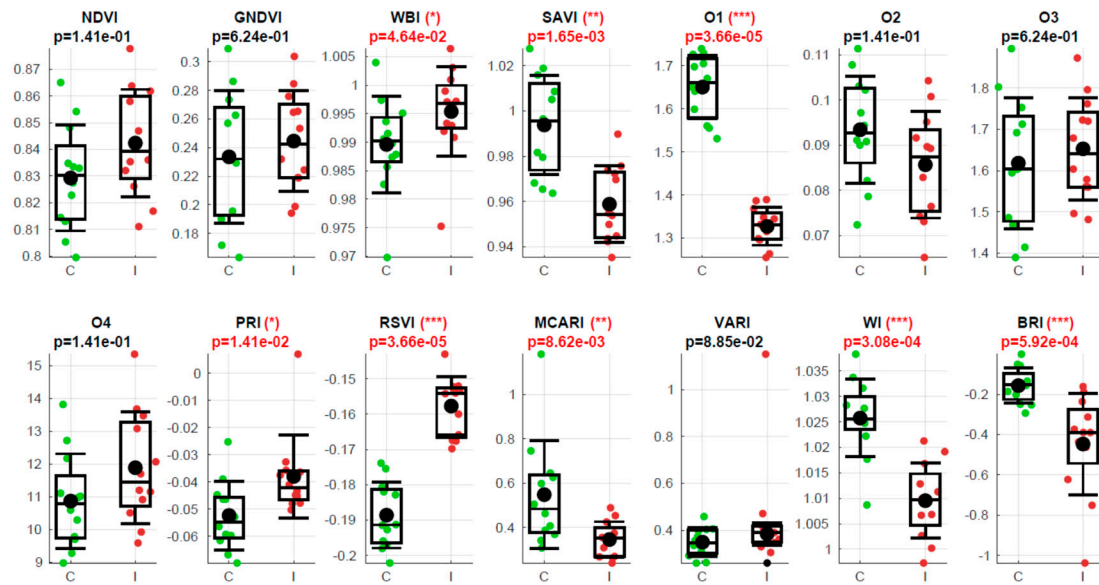 NDVI
p=1.41e-01
0.87
0.86
0.85
0.84
0.83
0.82
0.81
0.8
C I
GNDVI
p=6.24e-01
0.3
0.28
0.26
0.24
0.22
0.2
0.18
C I
WBI (*)
p=4.64e-02
1.005
1
0.995
0.99
0.985
0.98
0.975
0.97
C I
SAVI (**)
p=1.65e-03
1.02
1
0.98
0.96
0.94
C I
O1 (***)
p=3.66e-05
1.7
1.6
1.5
1.4
1.3
C I
O2
p=1.41e-01
0.11
0.1
0.09
0.08
0.07
C I
O3
p=6.24e-01
1.8
1.7
1.6
1.5
1.4
C I
O4
p=1.41e-01
15
14
13
12
11
10
9
C I
PRI (*)
p=1.41e-02
0
-0.01
-0.02
-0.03
-0.04
-0.05
-0.06
C I
RSVI (***)
p=3.66e-05
-0.15
-0.16
-0.17
-0.18
-0.19
-0.2
C I
MCARI (**)
p=8.62e-03
1
0.8
0.6
0.4
C I
VARI
p=8.85e-02
1
0.8
0.6
0.4
C I
WI (***)
p=3.08e-04
1.035
1.03
1.025
1.02
1.015
1.01
1.005
1
C I
BRI (***)
p=5.92e-04
-0.2
-0.4
-0.6
-0.8
-1
C I